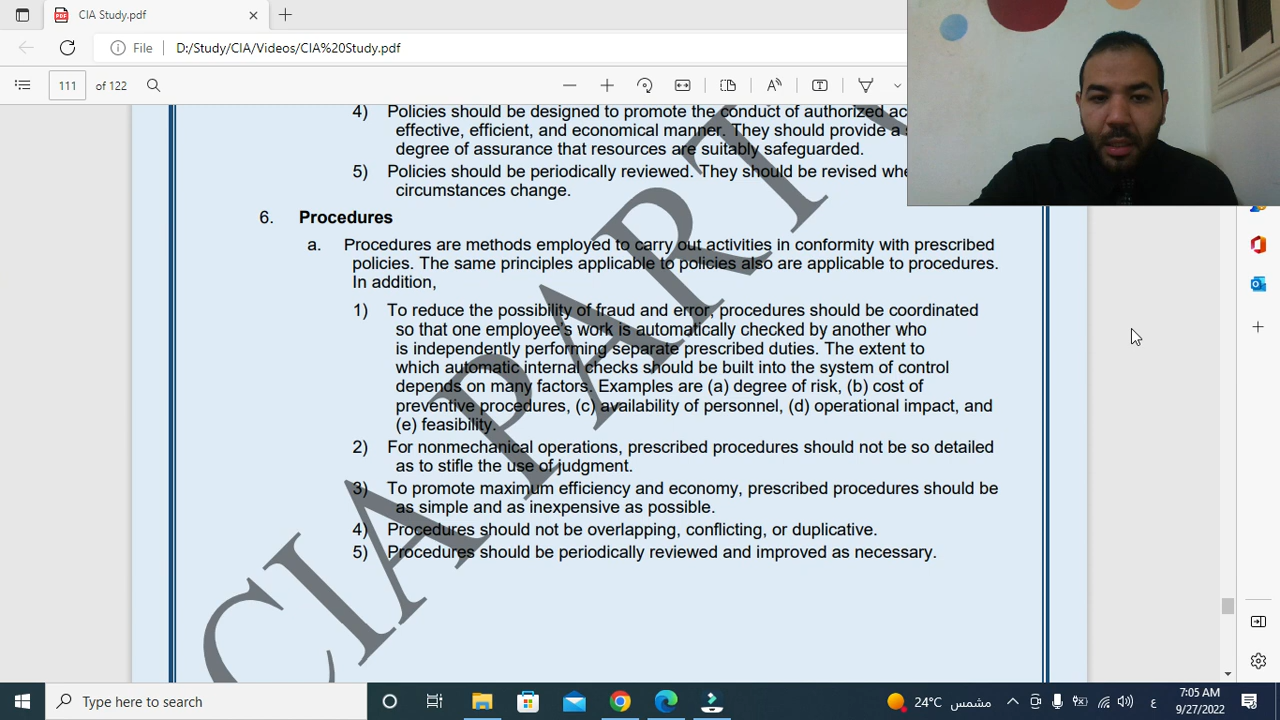 CIA Study.pdf
File
D:/Study/CIA/Videos/CIA%20Study.pdf
111 of 122
4) Policies should be designed to promote the conduct of authorized ac
effective, efficient, and economical manner. They should provide a s
degree of assurance that resources are suitably safeguarded.
5) Policies should be periodically reviewed. They should be revised whe
circumstances change.
6. Procedures
a. Procedures are methods employed to carry out activities in conformity with prescribed
policies. The same principles applicable to policies also are applicable to procedures.
In addition,
1) To reduce the possibility of fraud and error, procedures should be coordinated
so that one employee's work is automatically checked by another who
is independently performing separate prescribed duties. The extent to
which automatic internal checks should be built into the system of control
depends on many factors. Examples are (a) degree of risk, (b) cost of
preventive procedures, (c) availability of personnel, (d) operational impact, and
(e) feasibility.
2) For nonmechanical operations, prescribed procedures should not be so detailed
as to stifle the use of judgment.
3) To promote maximum efficiency and economy, prescribed procedures should be
as simple and as inexpensive as possible.
4) Procedures should not be overlapping, conflicting, or duplicative.
5) Procedures should be periodically reviewed and improved as necessary.
CIA PART
Type here to search
24°C مشمس
ع
7:05 AM
9/27/2022